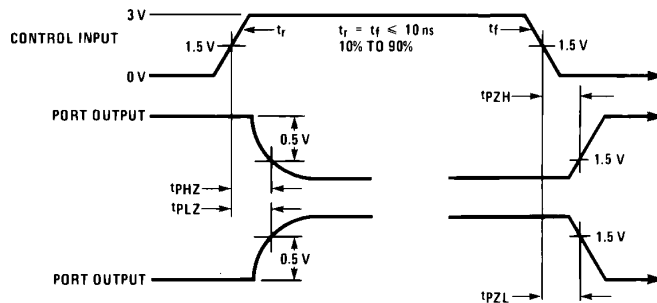 3 V
CONTROL INPUT
1.5 V
tr
tr = tf ≤ 10 ns
10% TO 90%
tf
1.5 V
0 V
tPZH
PORT OUTPUT
0.5 V
1.5 V
tPHZ
tPLZ
1.5 V
0.5 V
PORT OUTPUT
tPZL